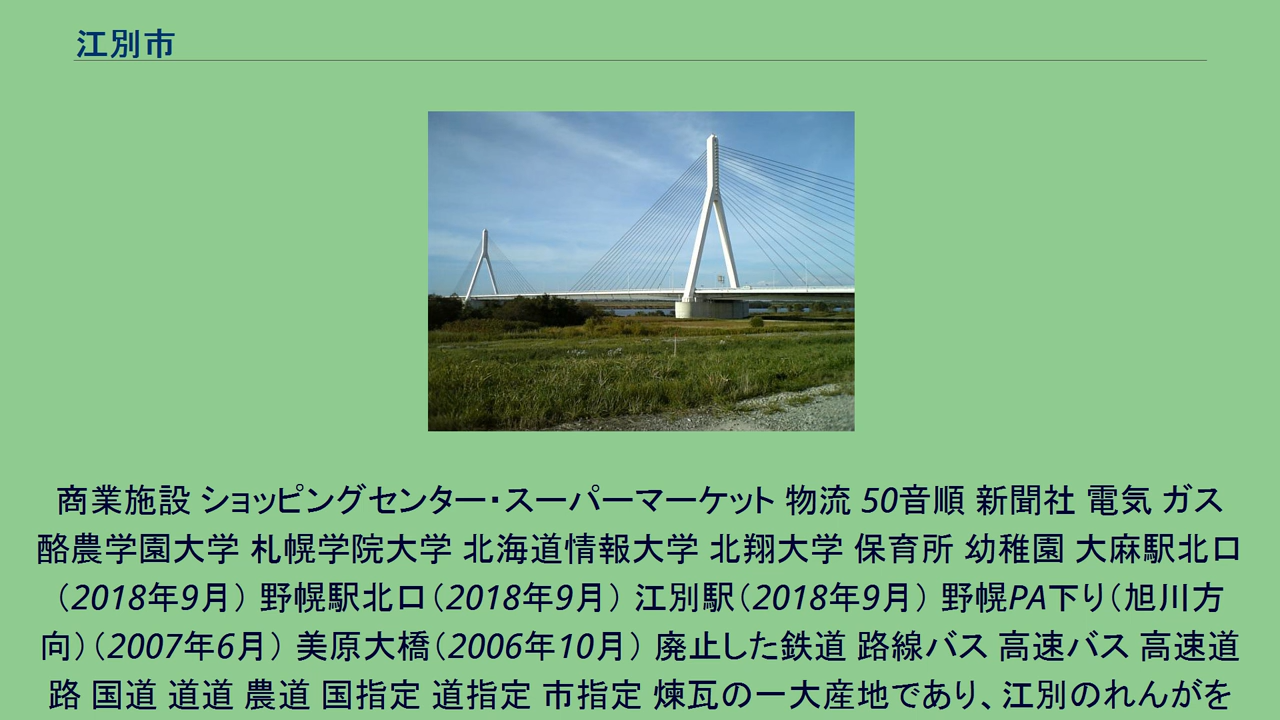 江別市
商業施設 ショッピングセンター・スーパーマーケット 物流 50音順 新聞社 電気 ガス
酪農学園大学 札幌学院大学 北海道情報大学 北翔大学 保育所 幼稚園 大麻駅北口
（2018年9月） 野幌駅北口（2018年9月） 江別駅（2018年9月） 野幌PA下り（旭川方
向）（2007年6月） 美原大橋（2006年10月） 廃止した鉄道 路線バス 高速バス 高速道
路 国道 道道 農道 国指定 道指定 市指定 煉瓦の一大産地であり、江別のれんがを